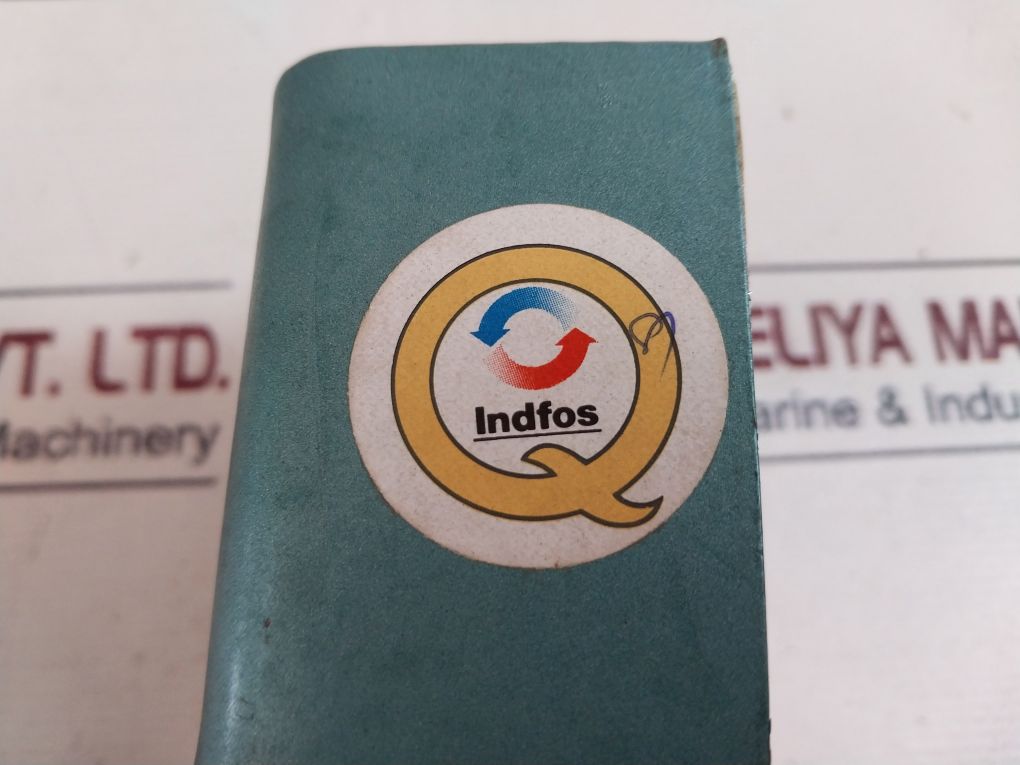 VT. LTD.
Machinery
Indfos
ELIYA MA
arine & Indu